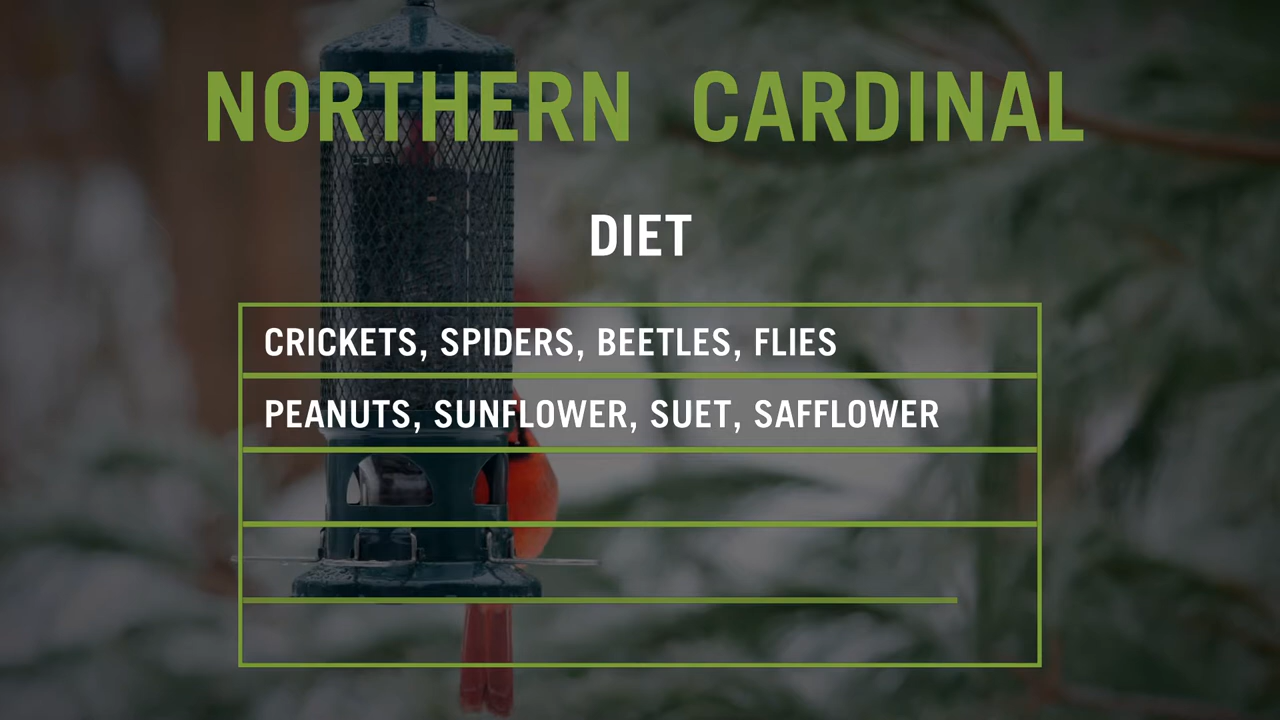 NORTHERN CARDINAL
DIET
CRICKETS, SPIDERS, BEETLES, FLIES
PEANUTS, SUNFLOWER, SUET, SAFFLOWER